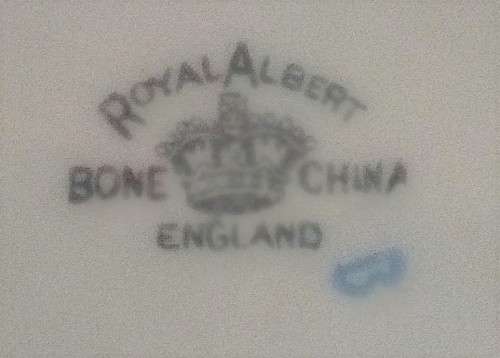 ROYAL ALBERT
BONE CHINA
ENGLAND